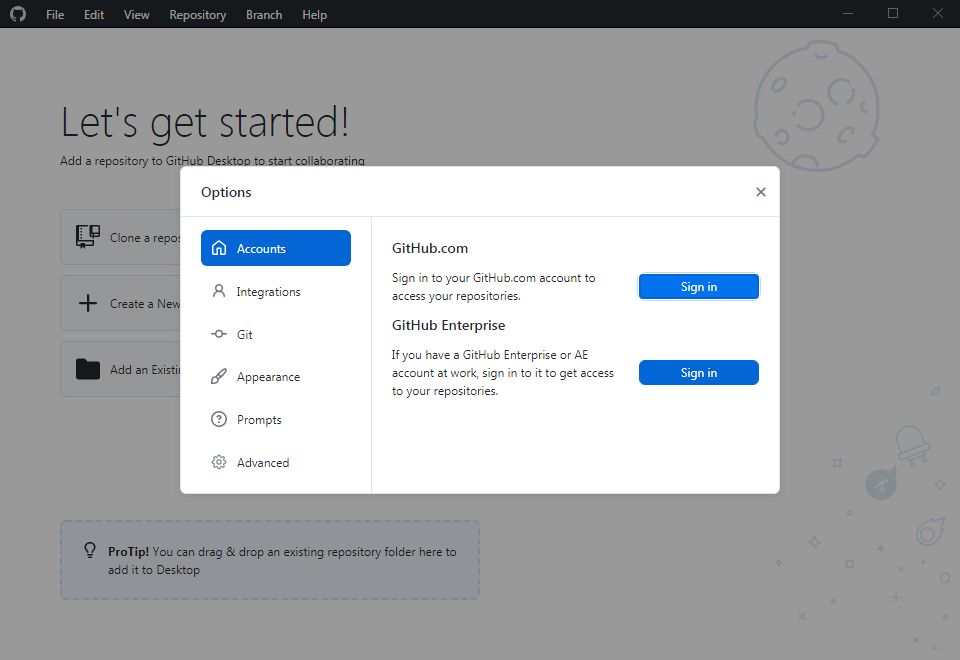 File Edit View Repository Branch Help
Let's get started!
Add a repository to GitHub Desktop to start collaborating
Options
Clone a repos
Create a New
Add an Existi
Accounts
Integrations
Git
Appearance
Prompts
Advanced
GitHub.com
Sign in to your GitHub.com account to
access your repositories.
Sign in
GitHub Enterprise
If you have a GitHub Enterprise or AE
account at work, sign in to it to get access
to your repositories.
Sign in
ProTip! You can drag & drop an existing repository folder here to
add it to Desktop